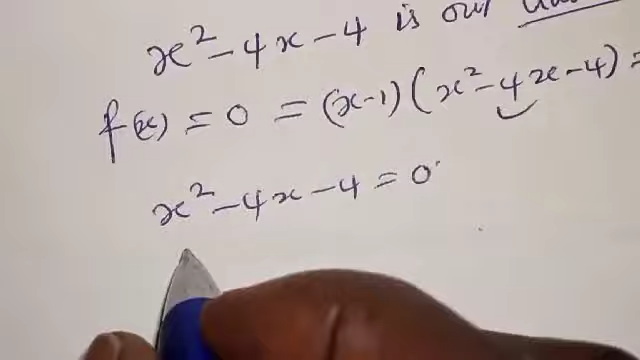 x² - 4x - 4 is our
f(x) = 0 = (x-1)(x² - 4x - 4) =
x² - 4x - 4 = 0